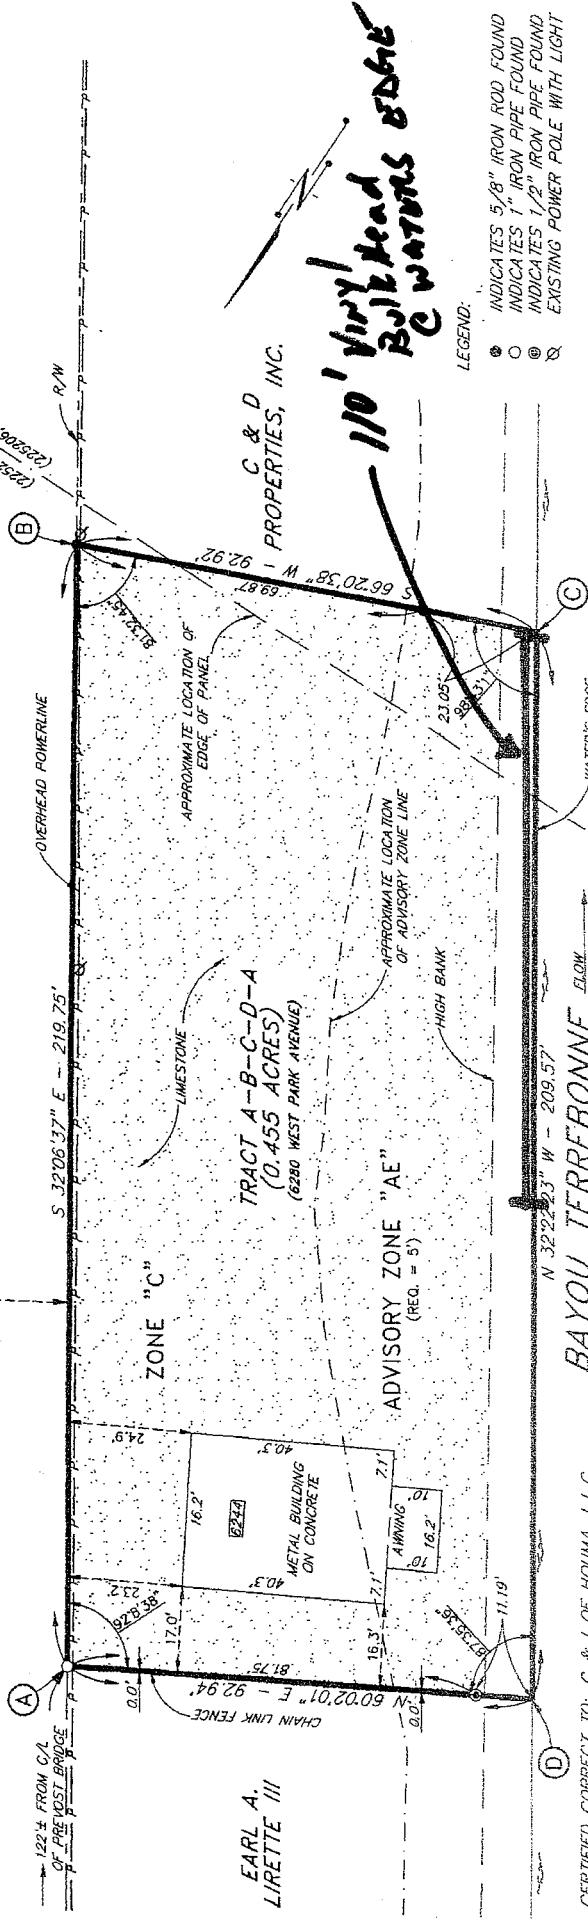 122'± FROM C/L
OF PREVOST BRIDGE
EARL A.
LIRETTE III
A
S 32°06'37" E - 219.75'
OVERHEAD POWERLINE
B
R/W
C & D
PROPERTIES, INC.
110' Vinyl
BulkHead
C WATERS EDGE
LEGEND:
INDICATES 5/8" IRON ROD FOUND
INDICATES 1" IRON PIPE FOUND
INDICATES 1/2" IRON PIPE FOUND
EXISTING POWER POLE WITH LIGHT
92°8'38"
23.2'
24.9'
0.0'
17.0'
CHAIN LINK FENCE
N 60°02'01" E - 92.94'
81.75
16.2'
40.3'
6244
METAL BUILDING
ON CONCRETE
40.3'
7.1'
7.1'
16.3'
AWNING
10'
10'
16.2'
0.0'
87°35'36"
11.19'
D
ZONE "C"
LIMESTONE
TRACT A-B-C-D-A
(0.455 ACRES)
(6280 WEST PARK AVENUE)
ADVISORY ZONE "AE"
(REQ. = 5')
APPROXIMATE LOCATION OF
EDGE OF PANEL
81°32'45"
S 66°20'38" W - 92.92'
69.87
APPROXIMATE LOCATION
OF ADVISORY ZONE LINE
HIGH BANK
23.05'
C
N 32°22'23" W - 209.57'
BAYOU TERREBONNE
FLOW